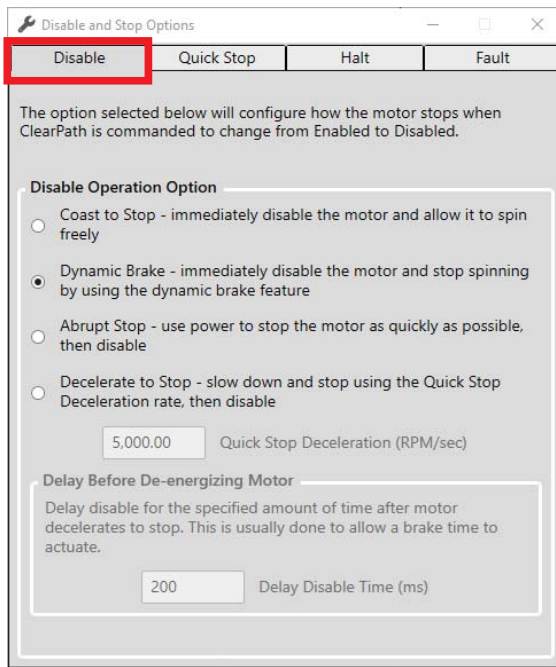 Disable and Stop Options
Disable Quick Stop Halt Fault
The option selected below will configure how the motor stops when
ClearPath is commanded to change from Enabled to Disabled.
Disable Operation Option
Coast to Stop - immediately disable the motor and allow it to spin
freely
Dynamic Brake - immediately disable the motor and stop spinning
by using the dynamic brake feature
Abrupt Stop - use power to stop the motor as quickly as possible,
then disable
Decelerate to Stop - slow down and stop using the Quick Stop
Deceleration rate, then disable
5,000.00 Quick Stop Deceleration (RPM/sec)
Delay Before De-energizing Motor
Delay disable for the specified amount of time after motor
decelerates to stop. This is usually done to allow a brake time to
actuate.
200 Delay Disable Time (ms)